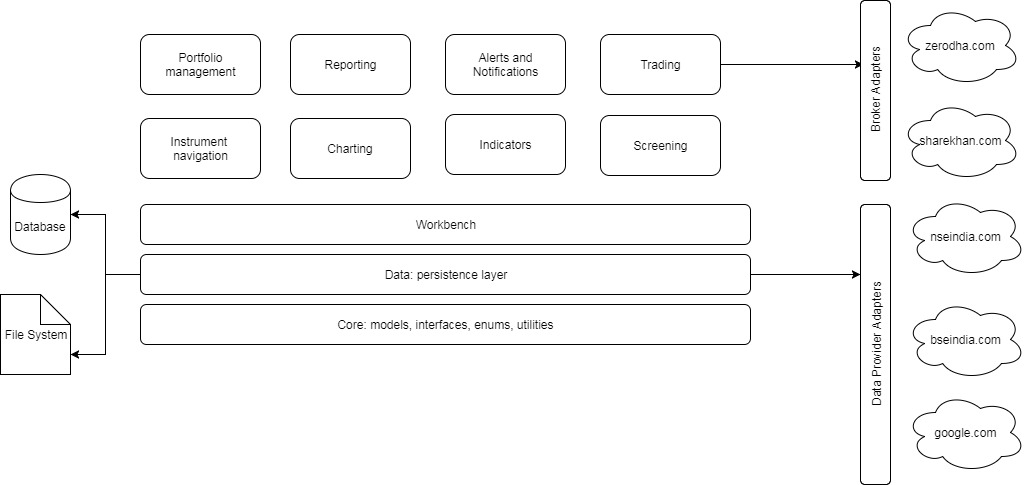 Portfolio
management
Reporting
Alerts and
Notifications
Trading
Broker Adapters
zerodha.com
sharekhan.com
Instrument
navigation
Charting
Indicators
Screening
Database
File System
Workbench
Data: persistence layer
Core: models, interfaces, enums, utilities
Data Provider Adapters
nseindia.com
bseindia.com
google.com